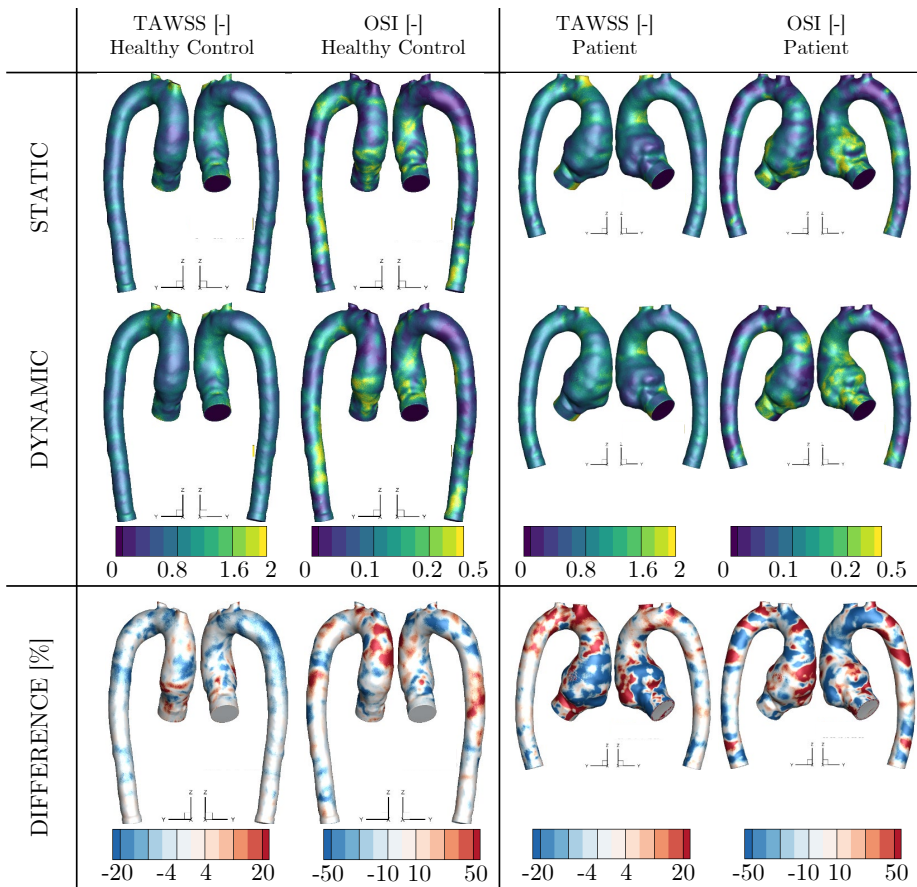 TAWSS [-]
Healthy Control
OSI [-]
Healthy Control
TAWSS [-]
Patient
OSI [-]
Patient
STATIC
Z Z
Y Y
Z Z
Y Y
Y Y
Y Y
DYNAMIC
Z Z
Y Y
Z Z
Y Y
Y Y
Y Y
0 0.8 1.6 2
0 0.1 0.2 0.5
0 0.8 1.6 2
0 0.1 0.2 0.5
DIFFERENCE [%]
Z Z
Y Y
Z Z
Y Y
Z Z
Y Y
Z Z
Y Y
-20 -4 4 20
-50 -10 10 50
-20 -4 4 20
-50 -10 10 50